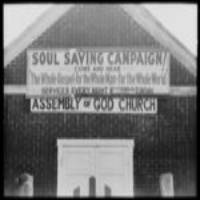 SOUL SAVING CAMPAIGN!
COME AND HEAR
The Whole Gospel-for the Whole Man-for the Whole World
SERVICES EVERY NIGHT
ASSEMBLY OF GOD CHURCH